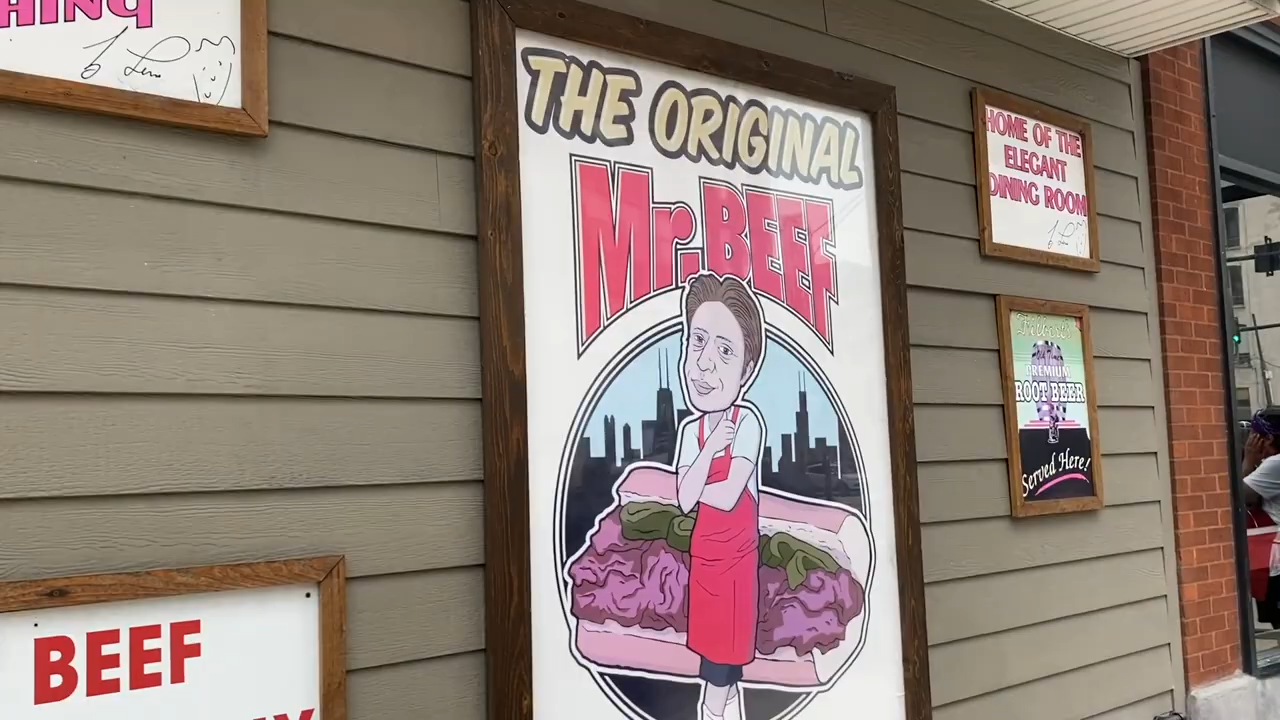 THE ORIGINAL
Mr. BEEF
HOME OF THE
ELEGANT
DINING ROOM
PREMIUM
ROOT BEER
Served Here!
BEEF